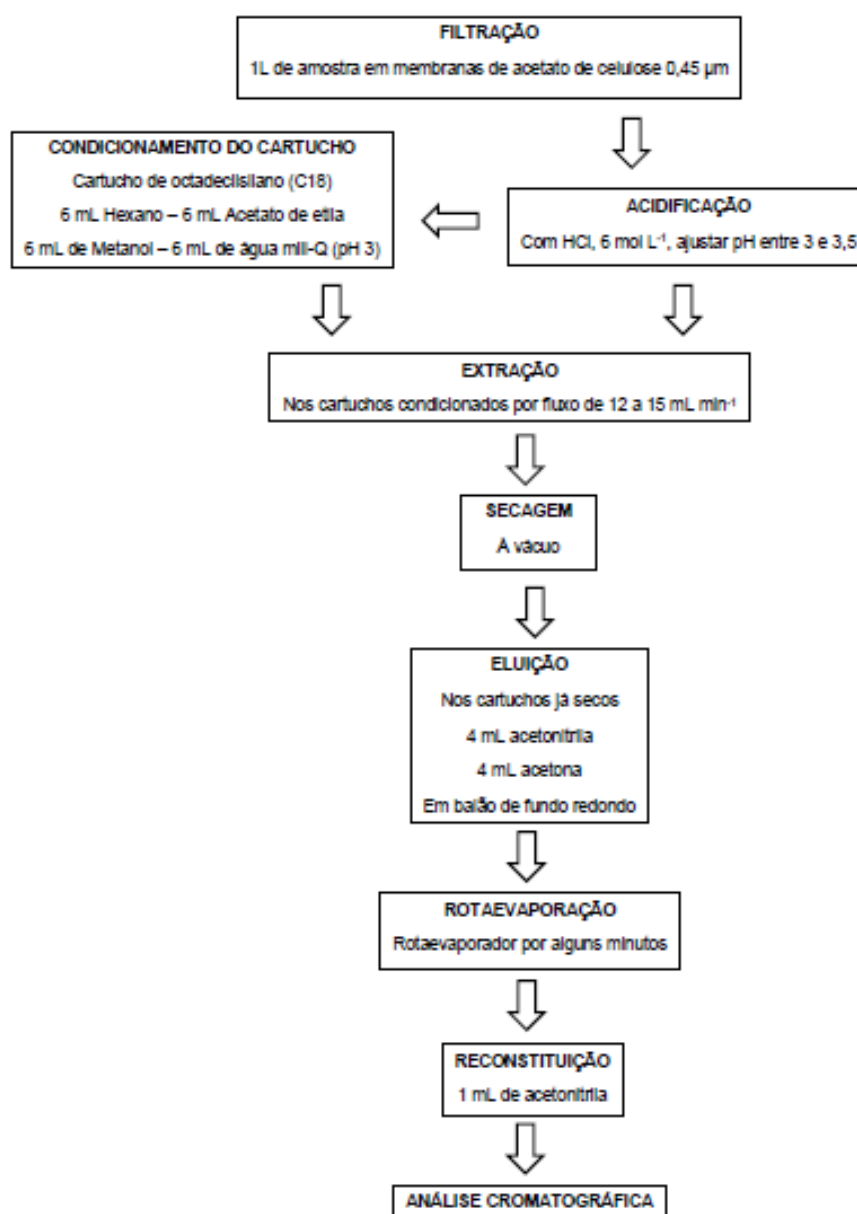 FILTRAÇÃO
1L de amostra em membranas de acetato de celulose 0,45 µm
CONDICIONAMENTO DO CARTUCHO
Cartucho de octadecilsilano (C18)
6 mL Hexano – 6 mL Acetato de etila
6 mL de Metanol – 6 mL de água mili-Q (pH 3)
ACIDIFICAÇÃO
Com HCl, 6 mol L⁻¹, ajustar pH entre 3 e 3,5
EXTRAÇÃO
Nos cartuchos condicionados por fluxo de 12 a 15 mL min⁻¹
SECAGEM
À vácuo
ELUIÇÃO
Nos cartuchos já secos
4 mL acetonitrila
4 mL acetona
Em balão de fundo redondo
ROTAEVAPORAÇÃO
Rotaevaporador por alguns minutos
RECONSTITUIÇÃO
1 mL de acetonitrila
ANÁLISE CROMATOGRÁFICA